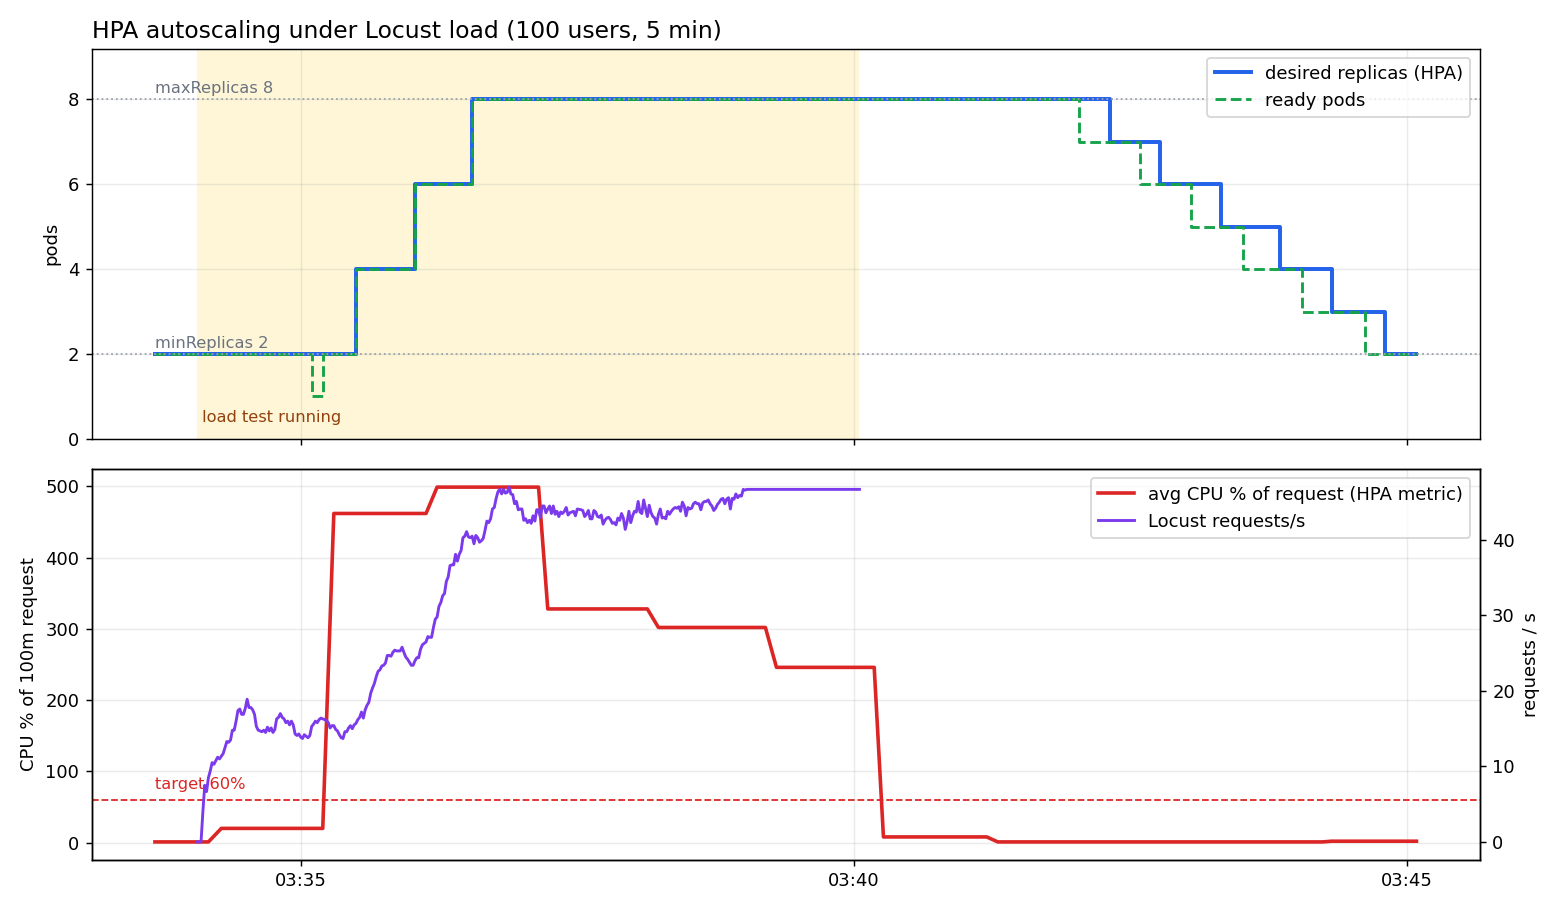 HPA autoscaling under Locust load (100 users, 5 min)
maxReplicas 8
desired replicas (HPA)
ready pods
8
6
4
2
0
pods
minReplicas 2
load test running
avg CPU % of request (HPA metric)
Locust requests/s
500
400
300
200
100
0
CPU % of 100m request
target 60%
40
30
20
10
0
requests / s
03:35
03:40
03:45